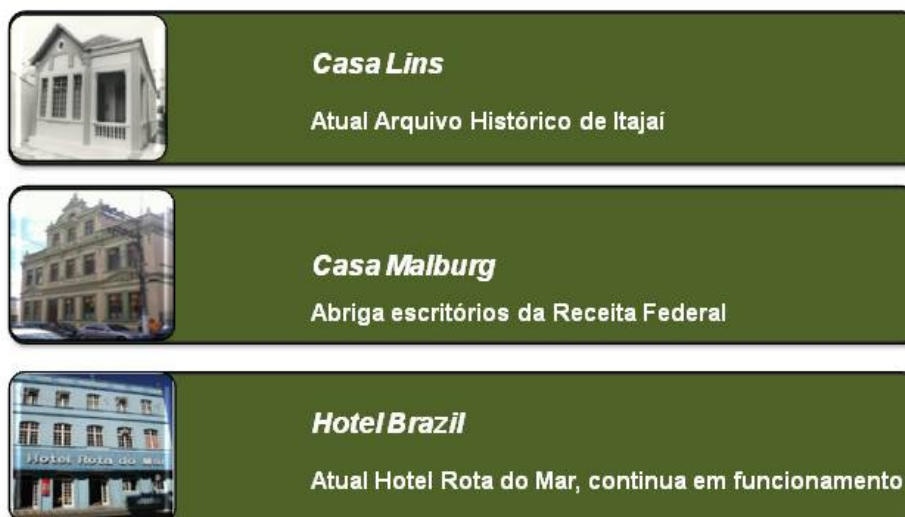 Casa Lins
Atual Arquivo Histórico de Itajaí
Casa Malburg
Abriga escritórios da Receita Federal
Hotel Brazil
Hotel Rota do Mar
Atual Hotel Rota do Mar, continua em funcionamento